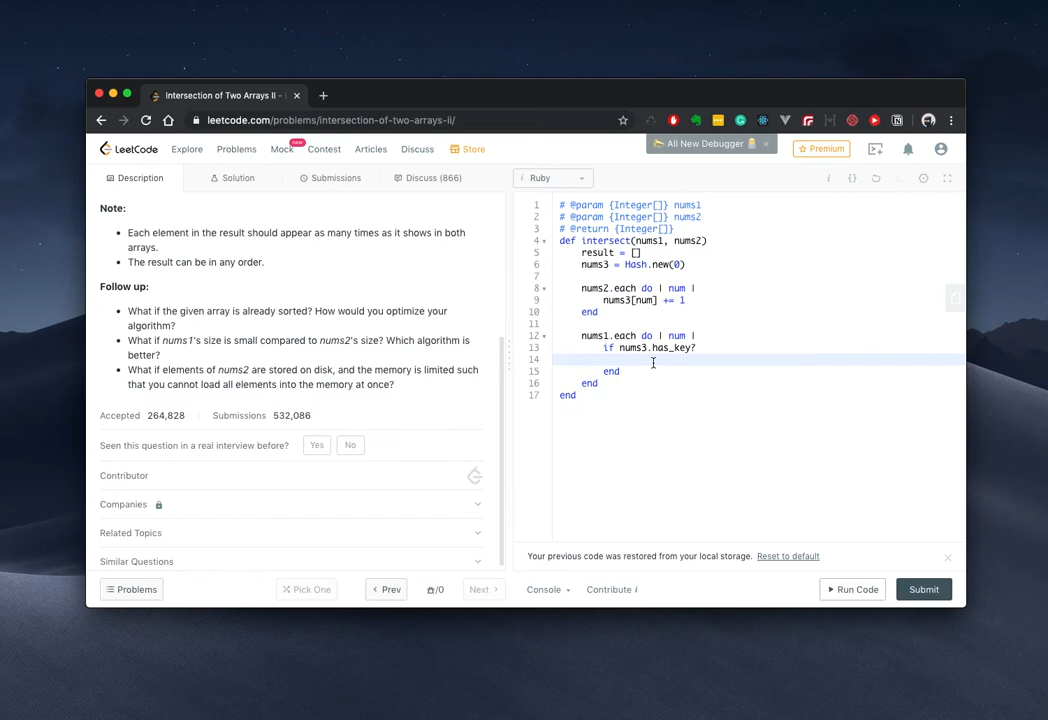 Intersection of Two Arrays II -
leetcode.com/problems/intersection-of-two-arrays-ii/
LeetCode
Explore
Problems
Mock
new
Contest
Articles
Discuss
Store
All New Debugger
Premium
Description
Solution
Submissions
Discuss (866)
Note:
• Each element in the result should appear as many times as it shows in both
arrays.
• The result can be in any order.
Follow up:
• What if the given array is already sorted? How would you optimize your
algorithm?
• What if nums1's size is small compared to nums2's size? Which algorithm is
better?
• What if elements of nums2 are stored on disk, and the memory is limited such
that you cannot load all elements into the memory at once?
Accepted 264,828
Submissions 532,086
Seen this question in a real interview before?
Yes
No
Contributor
Companies
Related Topics
Similar Questions
Problems
Pick One
< Prev
/0
Next >
i Ruby
1 # @param {Integer[]} nums1
2 # @param {Integer[]} nums2
3 # @return {Integer[]}
4 def intersect(nums1, nums2)
5 result = []
6 nums3 = Hash.new(0)
7
8 nums2.each do | num |
9 nums3[num] += 1
10 end
11
12 nums1.each do | num |
13 if nums3.has_key?
14
15 end
16 end
17 end
Your previous code was restored from your local storage. Reset to default
Console
Contribute i
Run Code
Submit